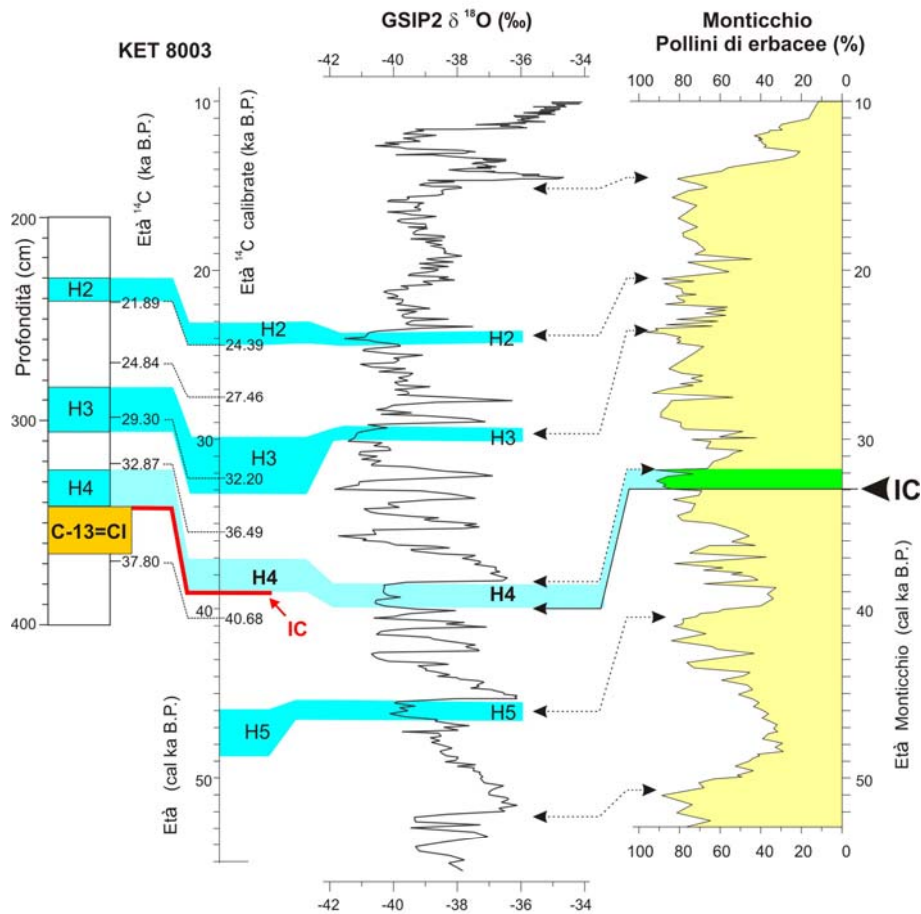 GSIP2 δ ¹⁸O (‰)
Monticchio
Pollini di erbacee (%)
KET 8003
-42 -40 -38 -36 -34
100 80 60 40 20 0
Età ¹⁴C (ka B.P.)
Età ¹⁴C calibrate (ka B.P.)
Profondità (cm)
200
300
400
H2
H3
H4
C-13=CI
21.89
24.84
29.30
32.87
37.80
10
20
30
40
50
24.39
27.46
32.20
36.49
40.68
H2
H3
H4
IC
H5
Età (cal ka B.P.)
H2
H3
H4
H5
10
20
30
40
50
IC
Età Monticchio (cal ka B.P.)
-42 -40 -38 -36 -34
100 80 60 40 20 0